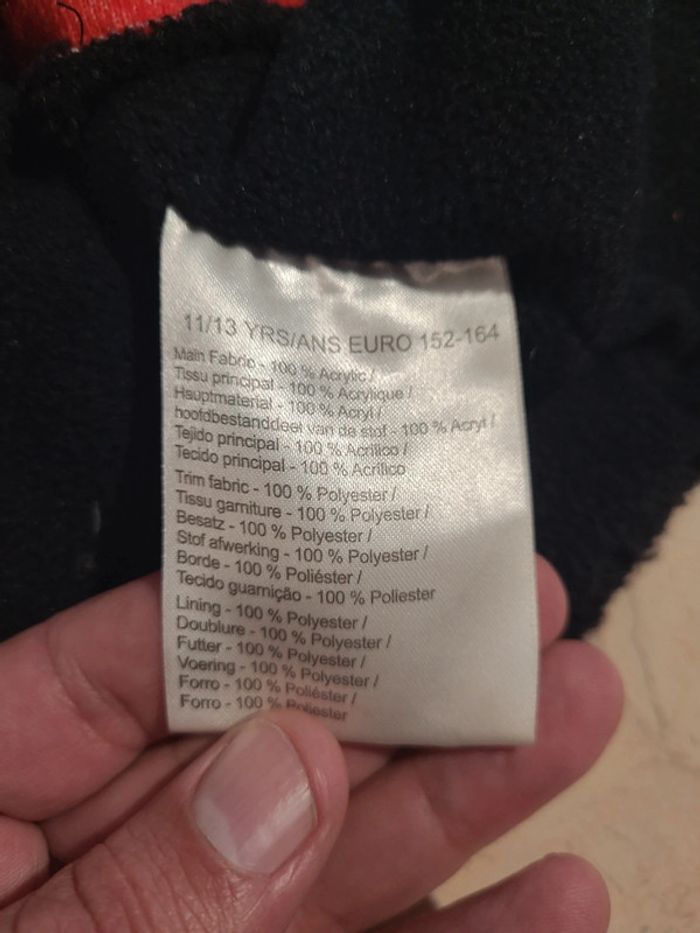 11/13 YRS/ANS EURO 152-164
Main Fabric - 100 % Acrylic /
Tissu principal - 100 % Acrylique /
Hauptmaterial - 100 % Acryl /
hoofdbestanddeel van de stof - 100 % Acryl /
Tejido principal - 100 % Acrílico /
Tecido principal - 100 % Acrílico
Trim fabric - 100 % Polyester /
Tissu garniture - 100 % Polyester /
Besatz - 100 % Polyester /
Stof afwerking - 100 % Polyester /
Borde - 100 % Poliéster /
Tecido guarnição - 100 % Poliester
Lining - 100 % Polyester /
Doublure - 100 % Polyester /
Futter - 100 % Polyester /
Voering - 100 % Polyester /
Forro - 100 % Poliéster /
Forro - 100 % Poliester